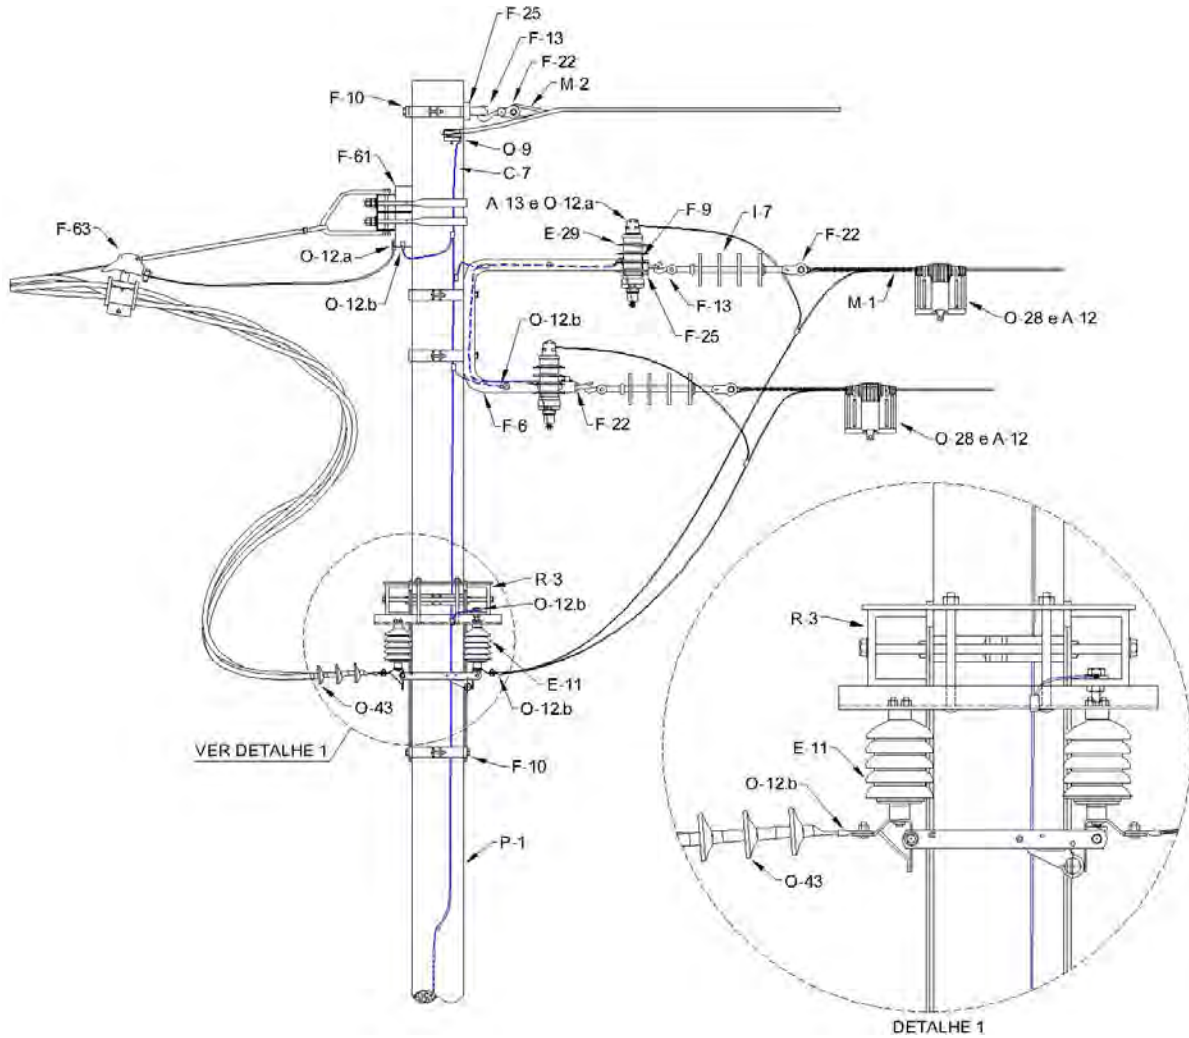 F-25
F-13
F-22
M-2
F-10
O-9
C-7
F-61
A-13 e O-12.a
F-9
I-7
F-22
E-29
F-63
O-12.a
O-12.b
F-13
M-1
O-28 e A-12
F-25
O-12.b
F-6
F-22
O-28 e A-12
R-3
O-12.b
E-11
O-43
O-12.b
VER DETALHE 1
F-10
P-1
R-3
E-11
O-12.b
O-43
DETALHE 1